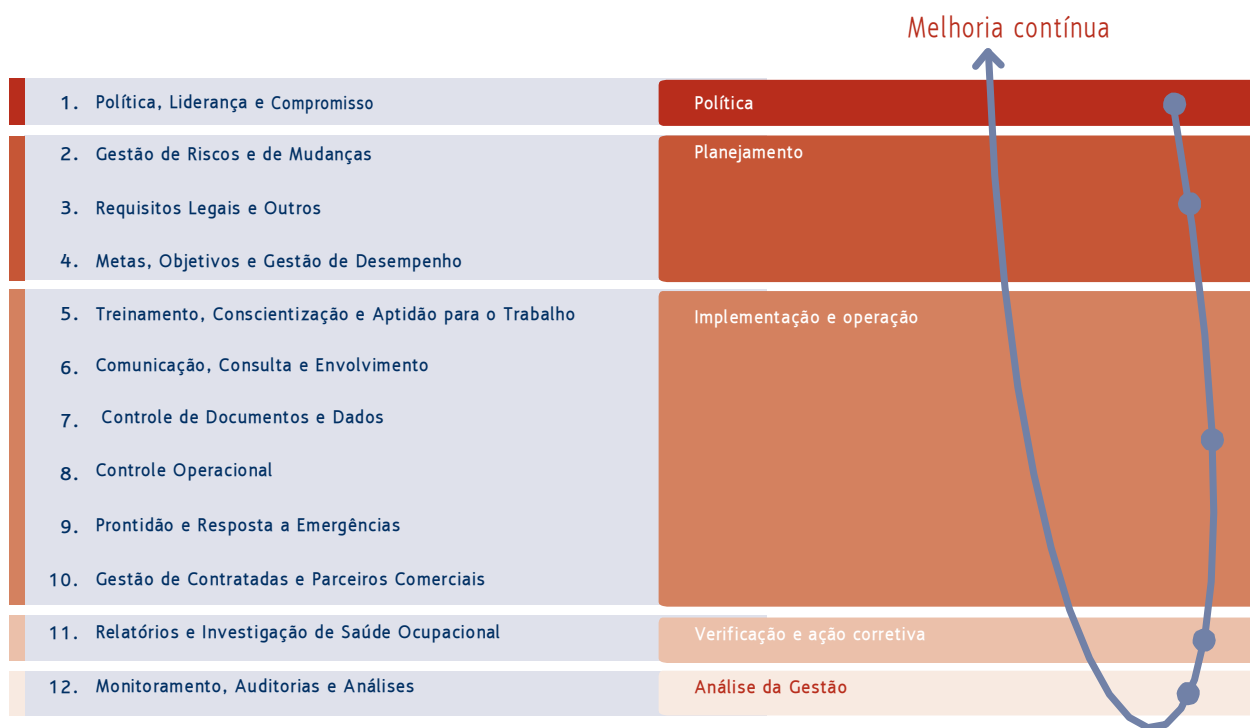 Melhoria contínua
1. Política, Liderança e Compromisso
Política
2. Gestão de Riscos e de Mudanças
Planejamento
3. Requisitos Legais e Outros
4. Metas, Objetivos e Gestão de Desempenho
5. Treinamento, Conscientização e Aptidão para o Trabalho
Implementação e operação
6. Comunicação, Consulta e Envolvimento
7. Controle de Documentos e Dados
8. Controle Operacional
9. Prontidão e Resposta a Emergências
10. Gestão de Contratadas e Parceiros Comerciais
11. Relatórios e Investigação de Saúde Ocupacional
Verificação e ação corretiva
12. Monitoramento, Auditorias e Análises
Análise da Gestão